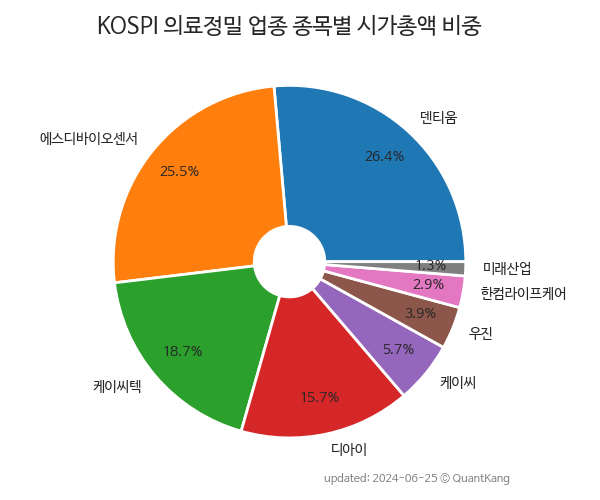 KOSPI 의료정밀 업종 종목별 시가총액 비중
덴티움
26.4%
에스디바이오센서
25.5%
케이씨텍
18.7%
디아이
15.7%
케이씨
5.7%
우진
3.9%
한컴라이프케어
2.9%
미래산업
1.3%
updated: 2024-06-25 © QuantKang